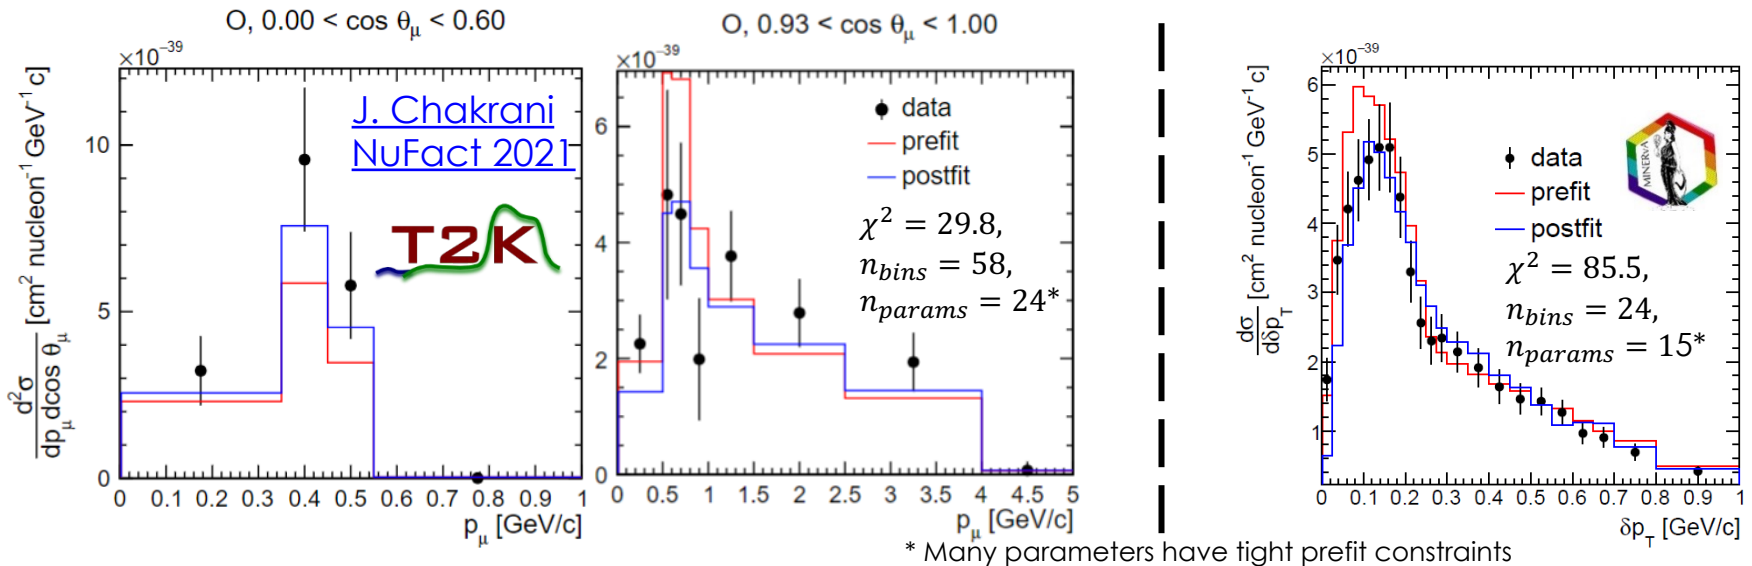 O, 0.00 < cos θμ < 0.60
×10⁻³⁹
d²σ / dpμ dcos θμ [cm² nucleon⁻¹ GeV⁻¹ c]
10
5
0
0 0.1 0.2 0.3 0.4 0.5 0.6 0.7 0.8 0.9 1
pμ [GeV/c]
J. Chakrani
NuFact 2021
T2K
O, 0.93 < cos θμ < 1.00
×10⁻³⁹
6
4
2
0
0 0.5 1 1.5 2 2.5 3 3.5 4 4.5 5
pμ [GeV/c]
data
prefit
postfit
χ² = 29.8,
n_bins = 58,
n_params = 24*
×10⁻³⁹
dσ / dδp_T [cm² nucleon⁻¹ GeV⁻¹ c]
6
5
4
3
2
1
0 0.1 0.2 0.3 0.4 0.5 0.6 0.7 0.8 0.9 1
δp_T [GeV/c]
MINERνA
data
prefit
postfit
χ² = 85.5,
n_bins = 24,
n_params = 15*
* Many parameters have tight prefit constraints